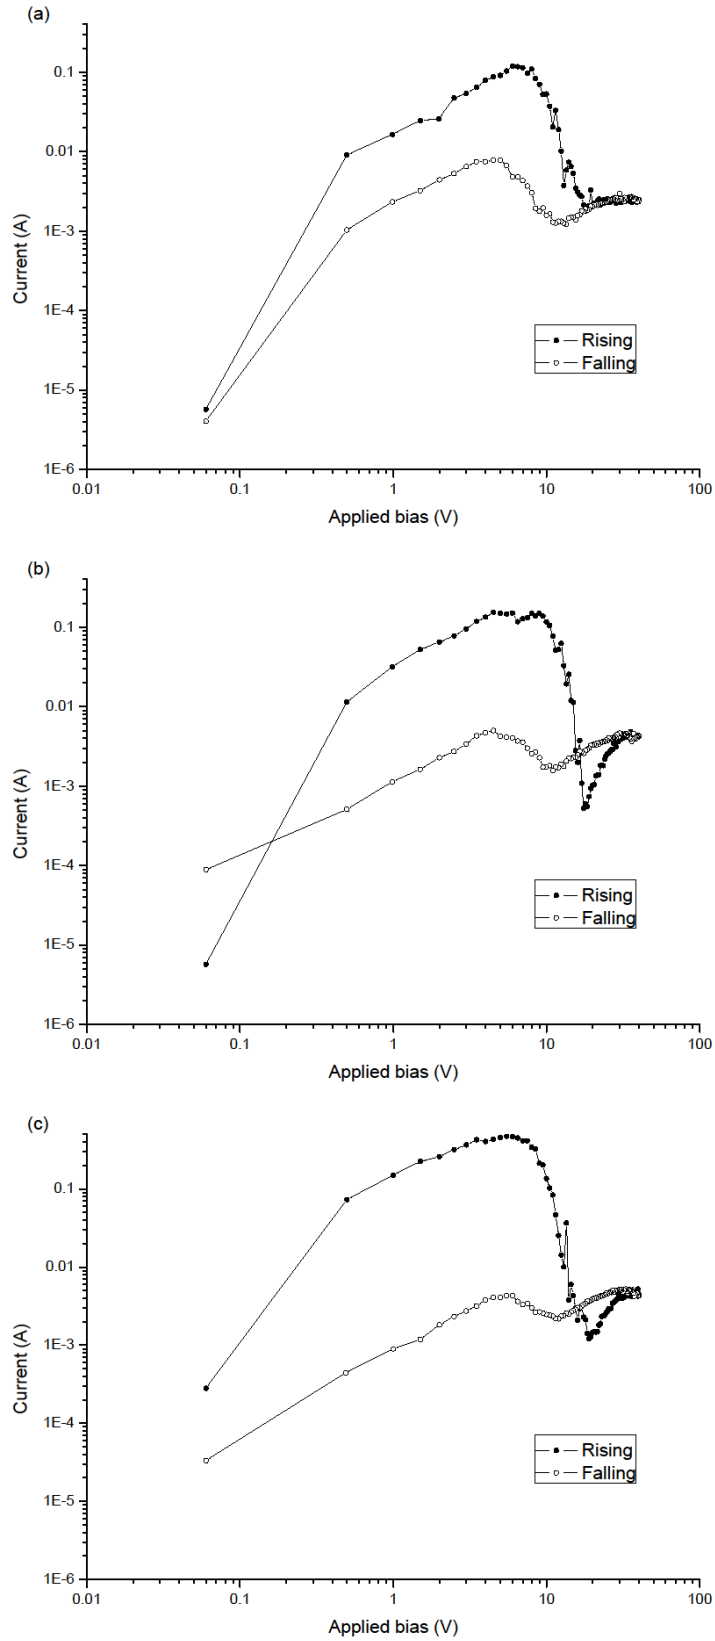 (a)
0.1
0.01
1E-3
1E-4
1E-5
1E-6
Current (A)
Rising
Falling
0.01 0.1 1 10 100
Applied bias (V)
(b)
0.1
0.01
1E-3
1E-4
1E-5
1E-6
Current (A)
Rising
Falling
0.01 0.1 1 10 100
Applied bias (V)
(c)
0.1
0.01
1E-3
1E-4
1E-5
1E-6
Current (A)
Rising
Falling
0.01 0.1 1 10 100
Applied bias (V)